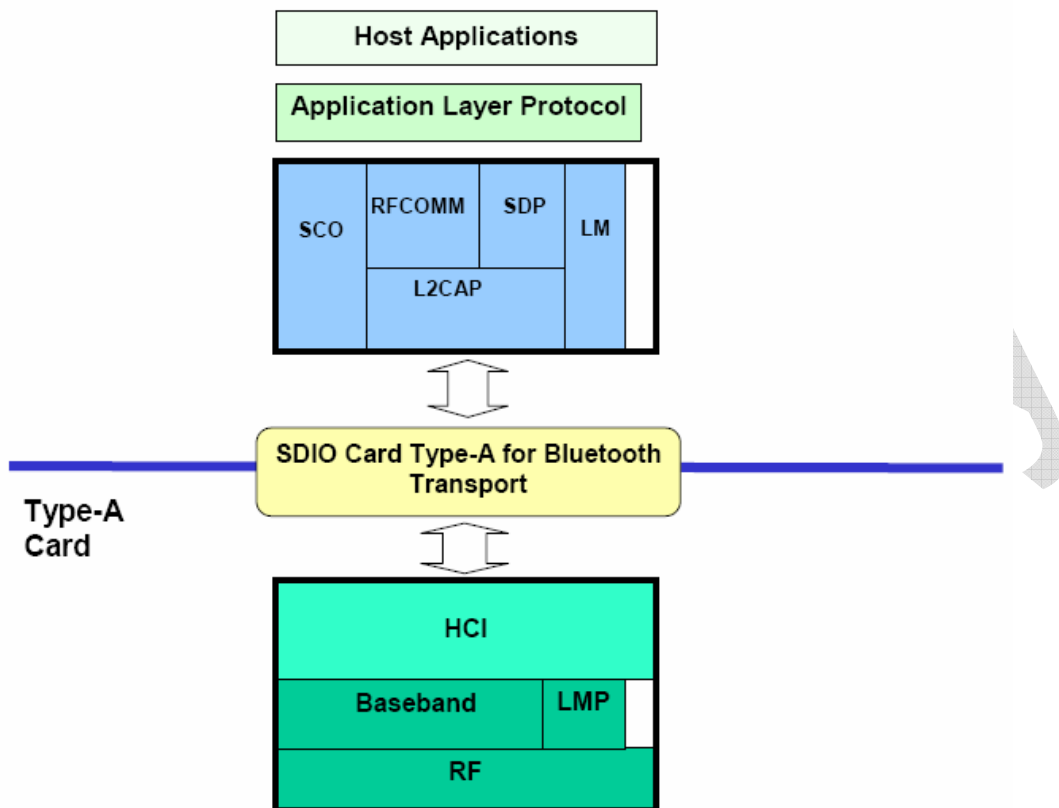 Host Applications
Application Layer Protocol
SCO
RFCOMM
SDP
LM
L2CAP
SDIO Card Type-A for Bluetooth
Transport
Type-A
Card
HCI
Baseband
LMP
RF